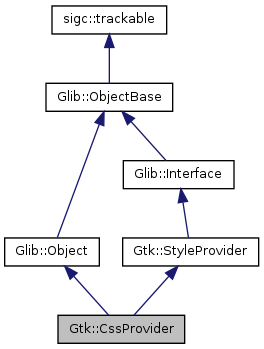 sigc::trackable
Glib::ObjectBase
Glib::Interface
Glib::Object
Gtk::StyleProvider
Gtk::CssProvider